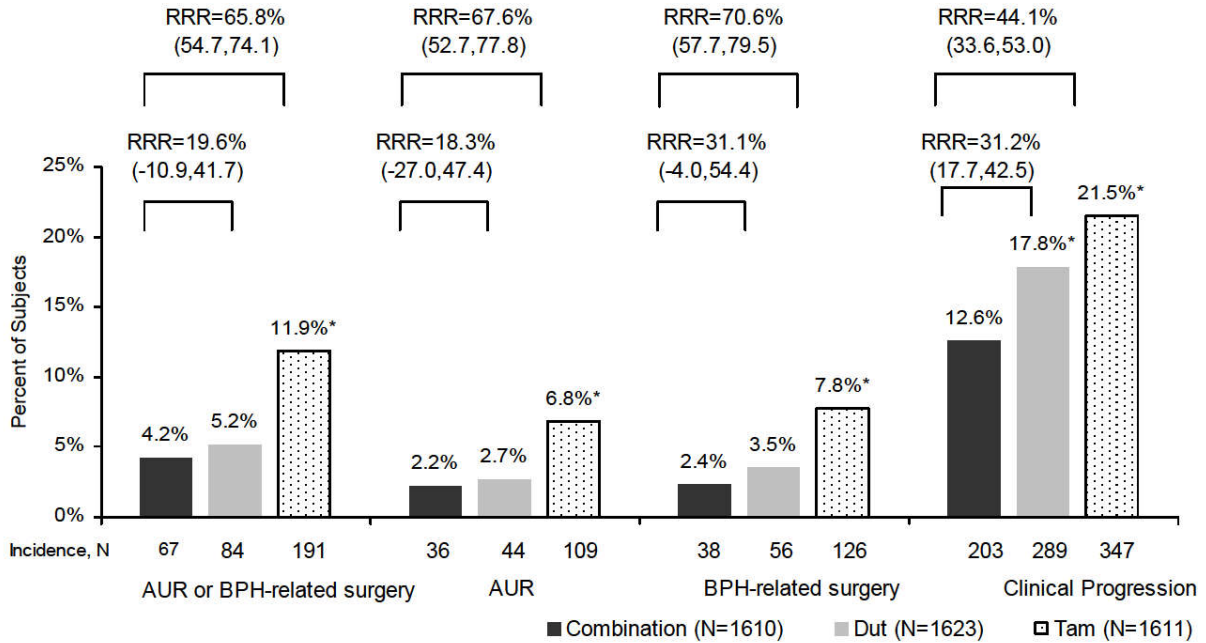 RRR=65.8% RRR=67.6% RRR=70.6% RRR=44.1%
(54.7,74.1) (52.7,77.8) (57.7,79.5) (33.6,53.0)
RRR=19.6% RRR=18.3% RRR=31.1% RRR=31.2%
(-10.9,41.7) (-27.0,47.4) (-4.0,54.4) (17.7,42.5)
Percent of Subjects
25%
20%
15%
10%
5%
0%
4.2% 5.2% 11.9%* 2.2% 2.7% 6.8%* 2.4% 3.5% 7.8%* 12.6% 17.8%* 21.5%*
Incidence, N 67 84 191 36 44 109 38 56 126 203 289 347
AUR or BPH-related surgery AUR BPH-related surgery Clinical Progression
Combination (N=1610) Dut (N=1623) Tam (N=1611)